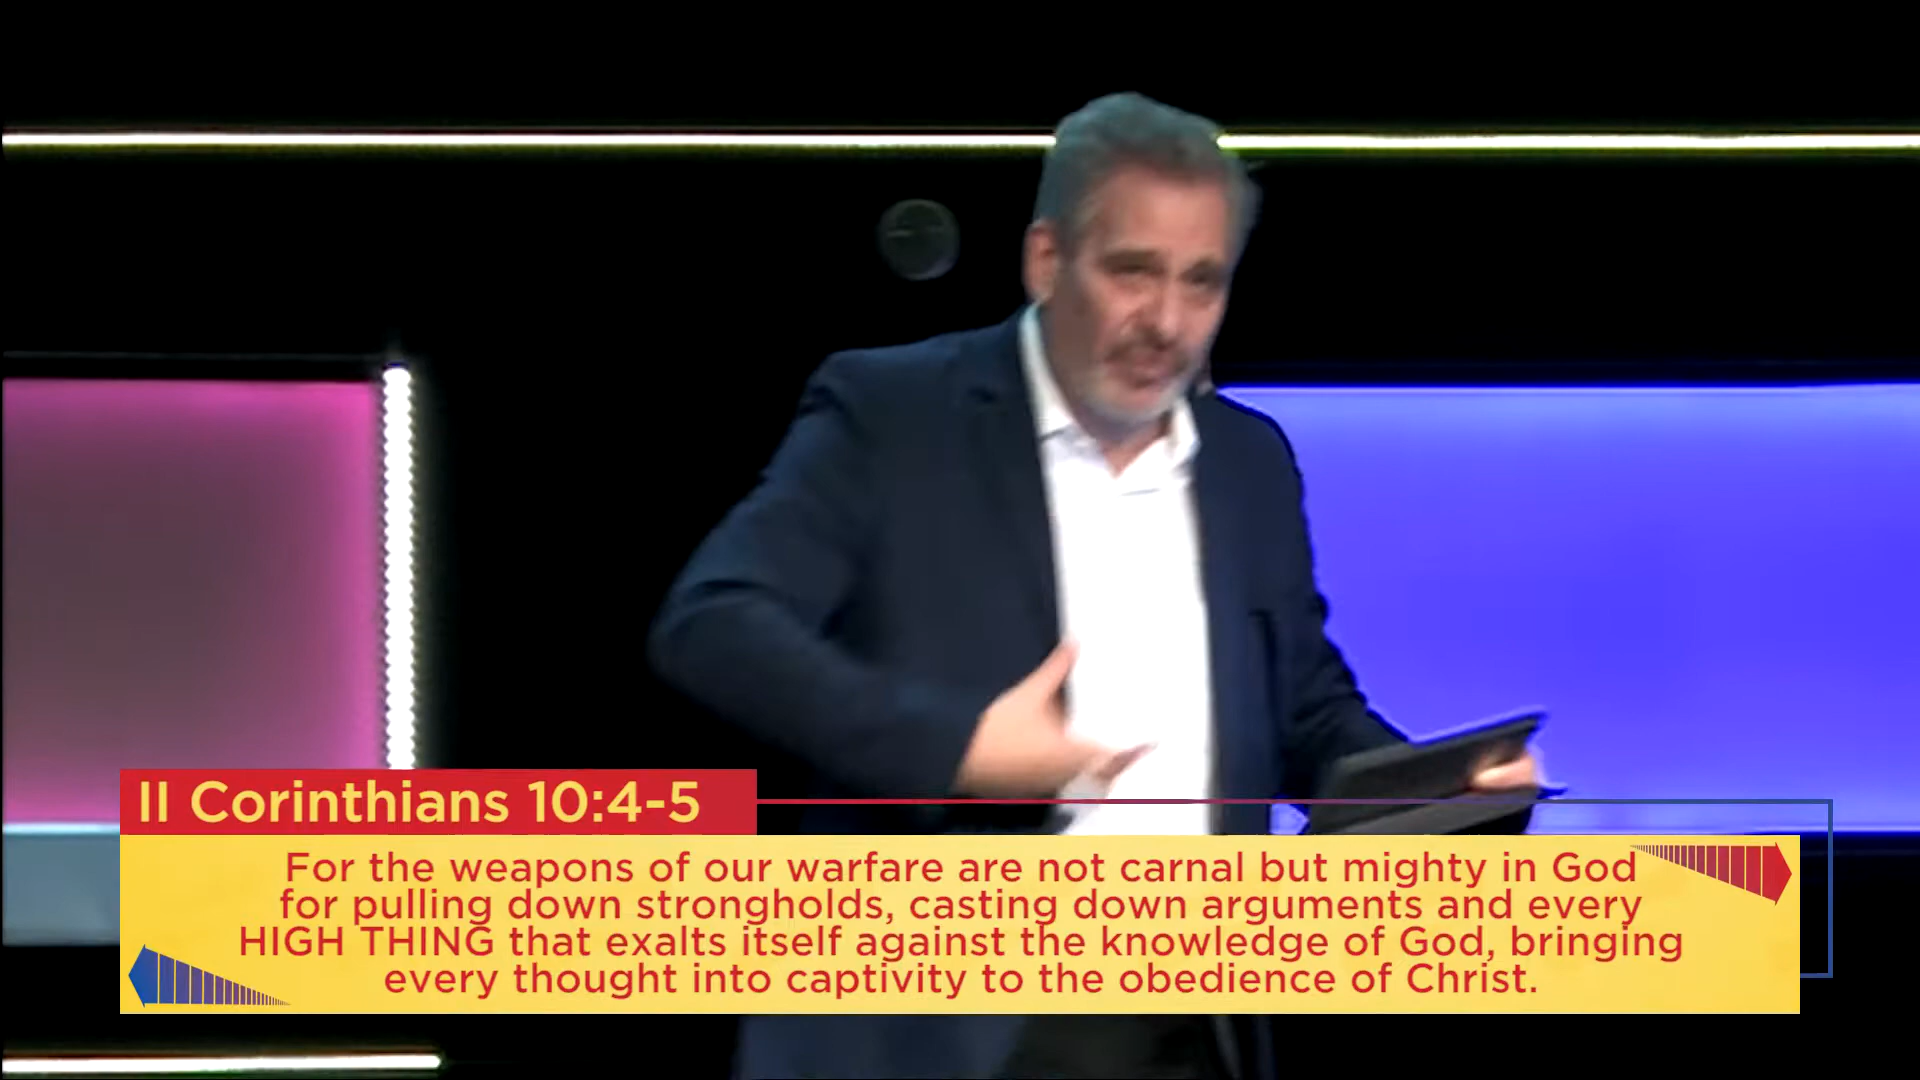 II Corinthians 10:4-5
For the weapons of our warfare are not carnal but mighty in God
for pulling down strongholds, casting down arguments and every
HIGH THING that exalts itself against the knowledge of God, bringing
every thought into captivity to the obedience of Christ.